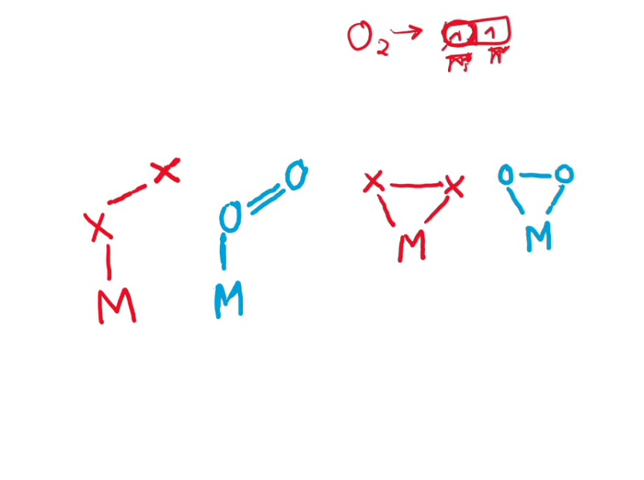 O₂ → 1 1
π* π*
X X O O
X O X X O O
M M M M